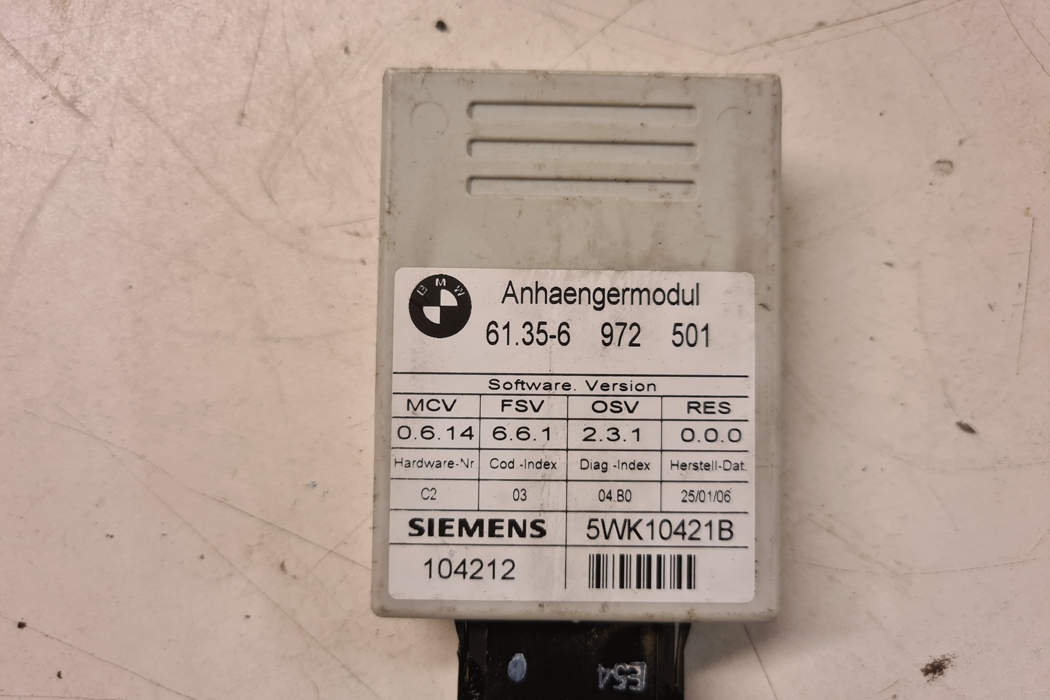 BMW
Anhaengermodul
61.35-6 972 501
Software. Version
MCV FSV OSV RES
0.6.14 6.6.1 2.3.1 0.0.0
Hardware-Nr Cod -Index Diag -Index Herstell-Dat.
C2 03 04.B0 25/01/06
SIEMENS 5WK10421B
104212
E54